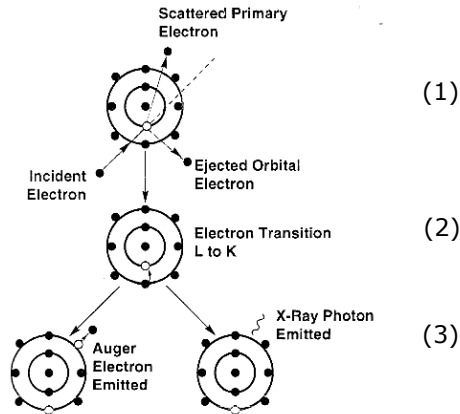 Scattered Primary
Electron
(1)
Incident
Electron
Ejected Orbital
Electron
Electron Transition
L to K
(2)
X-Ray Photon
Emitted
(3)
Auger
Electron
Emitted